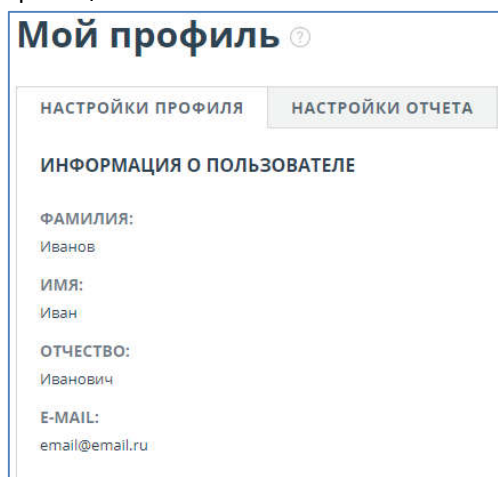 Мой профиль
НАСТРОЙКИ ПРОФИЛЯ НАСТРОЙКИ ОТЧЕТА
ИНФОРМАЦИЯ О ПОЛЬЗОВАТЕЛЕ
ФАМИЛИЯ:
Иванов
ИМЯ:
Иван
ОТЧЕСТВО:
Иванович
E-MAIL:
email@email.ru